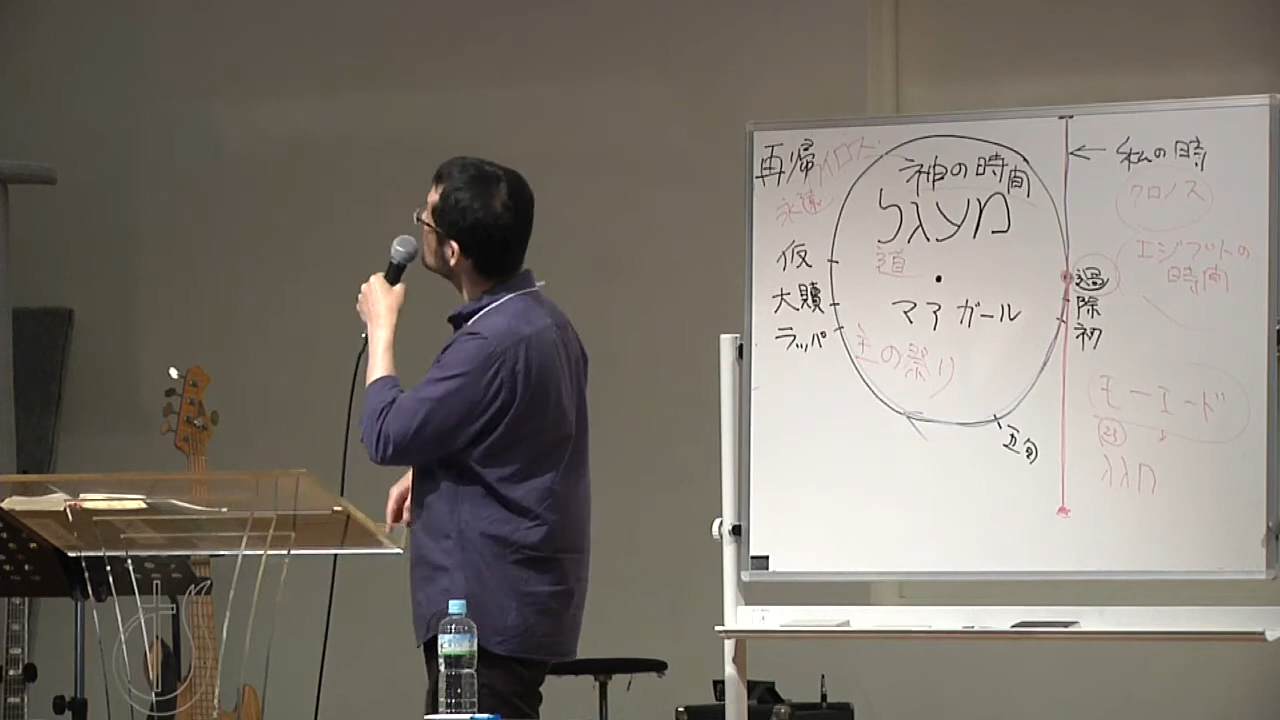 再帰
永遠
仮
大贖
ラッパ
神の時間
道
マアガール
主の祭り
五旬
私の時
クロノス
エジプトの
時間
過
除
初
モーエード
23